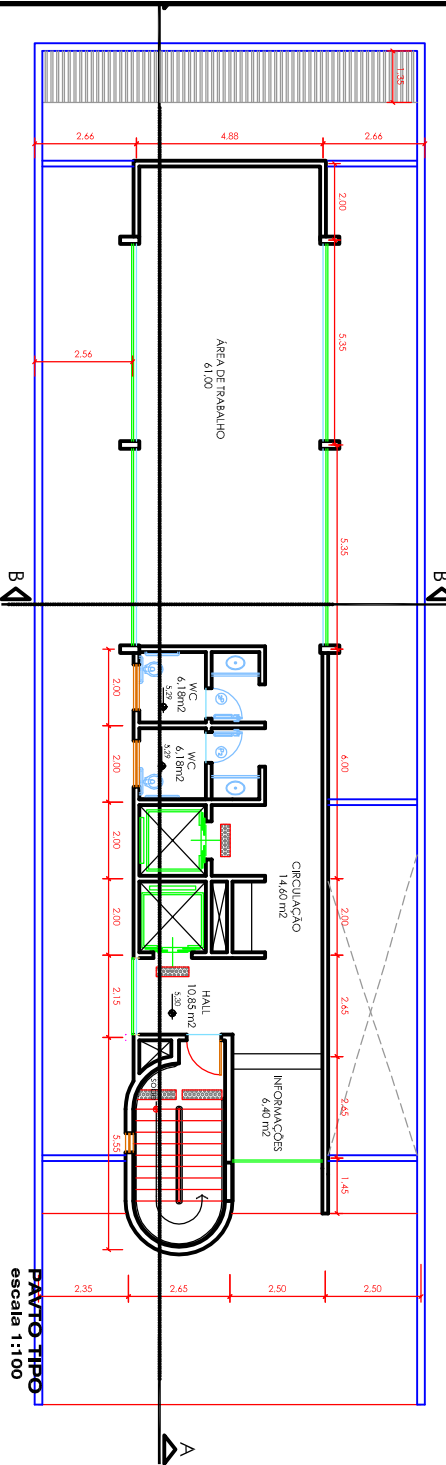 1.35
2.66
4.88
2.66
2.00
5.35
2.56
ÁREA DE TRABALHO
61,00
5.35
B
B
WC
6,18m2
5,29
WC
6,18m2
5,29
2.00
2.00
2.00
2.00
2.15
5.55
6.00
2.00
2.65
2.65
1.45
CIRCULAÇÃO
14,60 m2
HALL
10,85 m2
5,30
INFORMAÇÕES
6,40 m2
2.35
2.65
2.50
2.50
PAVTO TIPO
escala 1:100
A